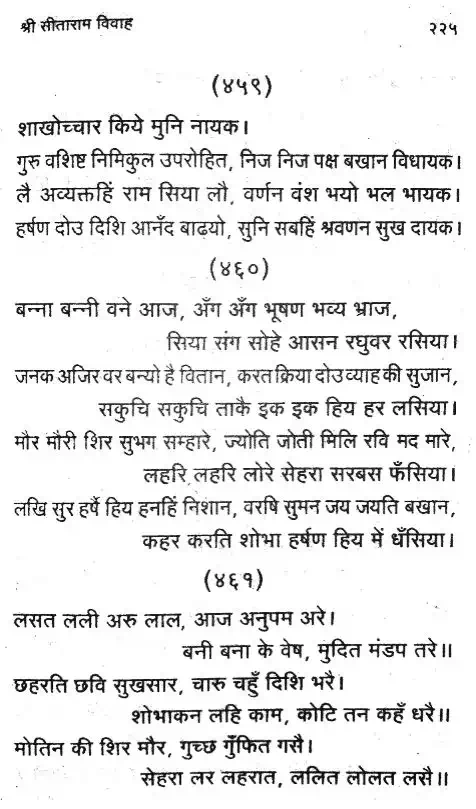 श्री सीताराम विवाह
२२५
(४५९)
शाखोच्चार किये मुनि नायक।
गुरु वशिष्ट निमिकुल उपरोहित, निज निज पक्ष बखान विधायक।
लै अव्यक्तहिं राम सिया लौ, वर्णन वंश भयो भल भायक।
हर्षण दोउ दिशि आनँद बाढ़यो, सुनि सबहिं श्रवणन सुख दायक।
(४६०)
बन्ना बन्नी वने आज, अँग अँग भूषण भव्य भ्राज,
सिया संग सोहे आसन रघुवर रसिया।
जनक अजिर वर बन्यो है वितान, करत क्रिया दोउ व्याह की सुजान,
सकुचि सकुचि ताकै इक इक हिय हर लसिया।
मौर मौरी शिर सुभग सम्हारे, ज्योति जोती मिलि रवि मद मारे,
लहरि लहरि लोरे सेहरा सरबस फँसिया।
लखि सुर हर्षै हिय हनहिं निशान, वरषि सुमन जय जयति बखान,
कहर करति शोभा हर्षण हिय में धँसिया।
(४६१)
लसत लली अरु लाल, आज अनुपम अरे।
बनी बना के वेष, मुदित मंडप तरे॥
छहरति छवि सुखसार, चारु चहुँ दिशि भरै।
शोभाकन लहि काम, कोटि तन कहँ धरै॥
मोतिन की शिर मौर, गुच्छ गुँफित गसै।
सेहरा लर लहरात, ललित लोलत लसै॥